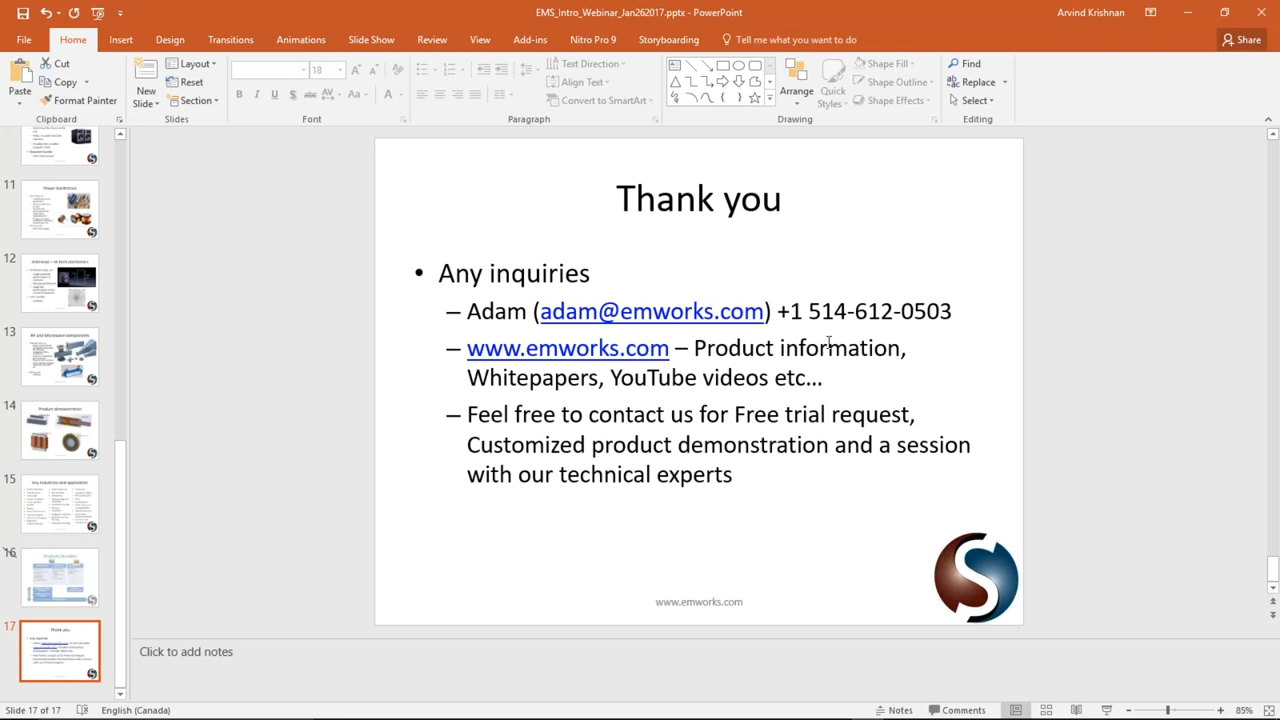 EMS_Intro_Webinar_Jan262017.pptx - PowerPoint
Arvind Krishnan
File Home Insert Design Transitions Animations Slide Show Review View Add-ins Nitro Pro 9 Storyboarding Tell me what you want to do Share
Paste
Cut
Copy
Format Painter
Clipboard
New
Slide
Layout
Reset
Section
Slides
18
Font
Text Direction
Align Text
Convert to SmartArt
Paragraph
Arrange
Quick
Styles
Shape Fill
Shape Outline
Shape Effects
Drawing
Find
Replace
Select
Editing
11
12
13
14
Product demonstration
15
16
17
Thank you
Thank you
• Any inquiries
– Adam (adam@emworks.com) +1 514-612-0503
– www.emworks.com – Product information,
Whitepapers, YouTube videos etc...
– Feel free to contact us for Free trial request,
Customized product demonstration and a session
with our technical experts
www.emworks.com
Click to add notes
Slide 17 of 17 English (Canada) Notes Comments 85%